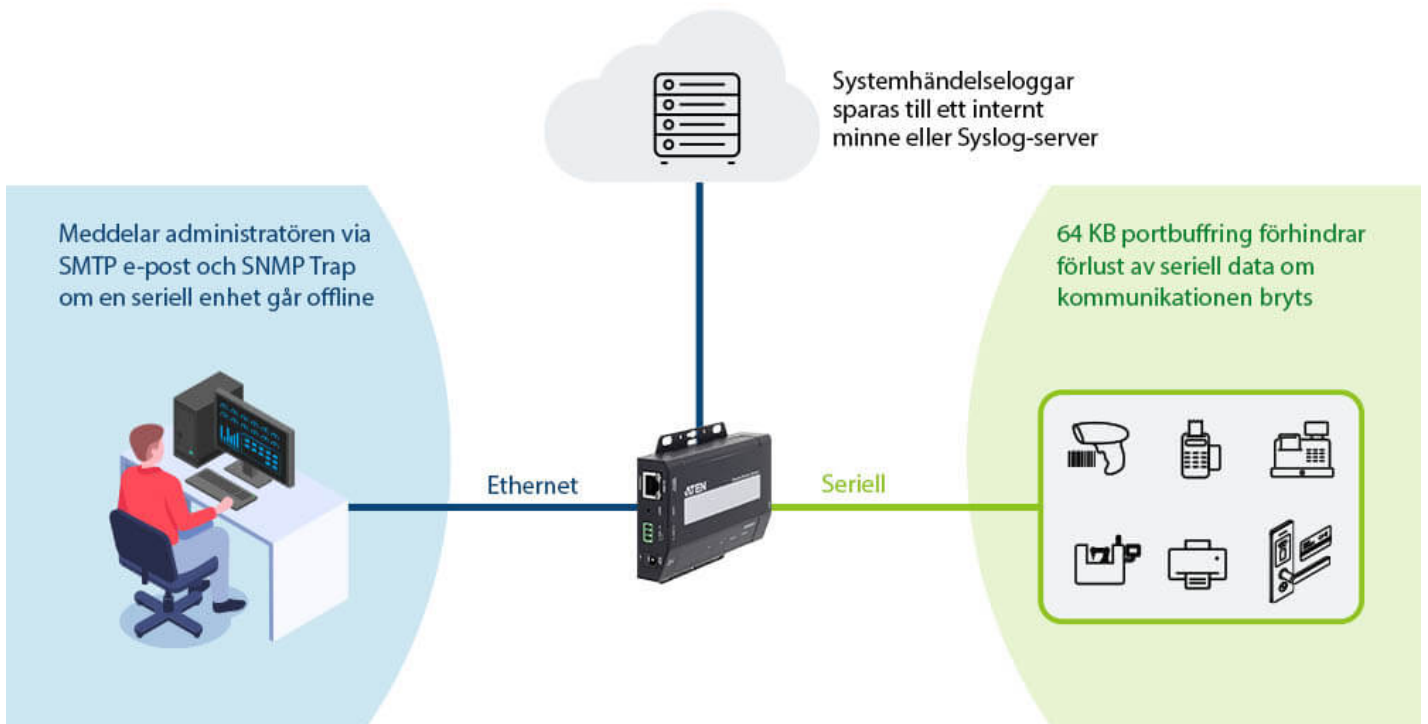 Systemhändelseloggar
sparas till ett internt
minne eller Syslog-server
Meddelar administratören via
SMTP e-post och SNMP Trap
om en seriell enhet går offline
64 KB portbuffring förhindrar
förlust av seriell data om
kommunikationen bryts
Ethernet
ATEN
Seriell